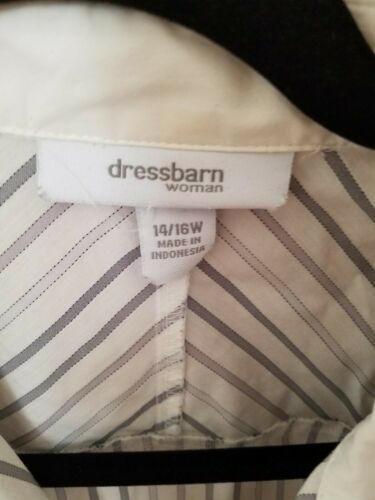 dressbarn
woman
14/16W
MADE IN
INDONESIA